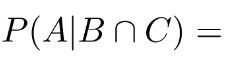 P(A|B ∩ C) =